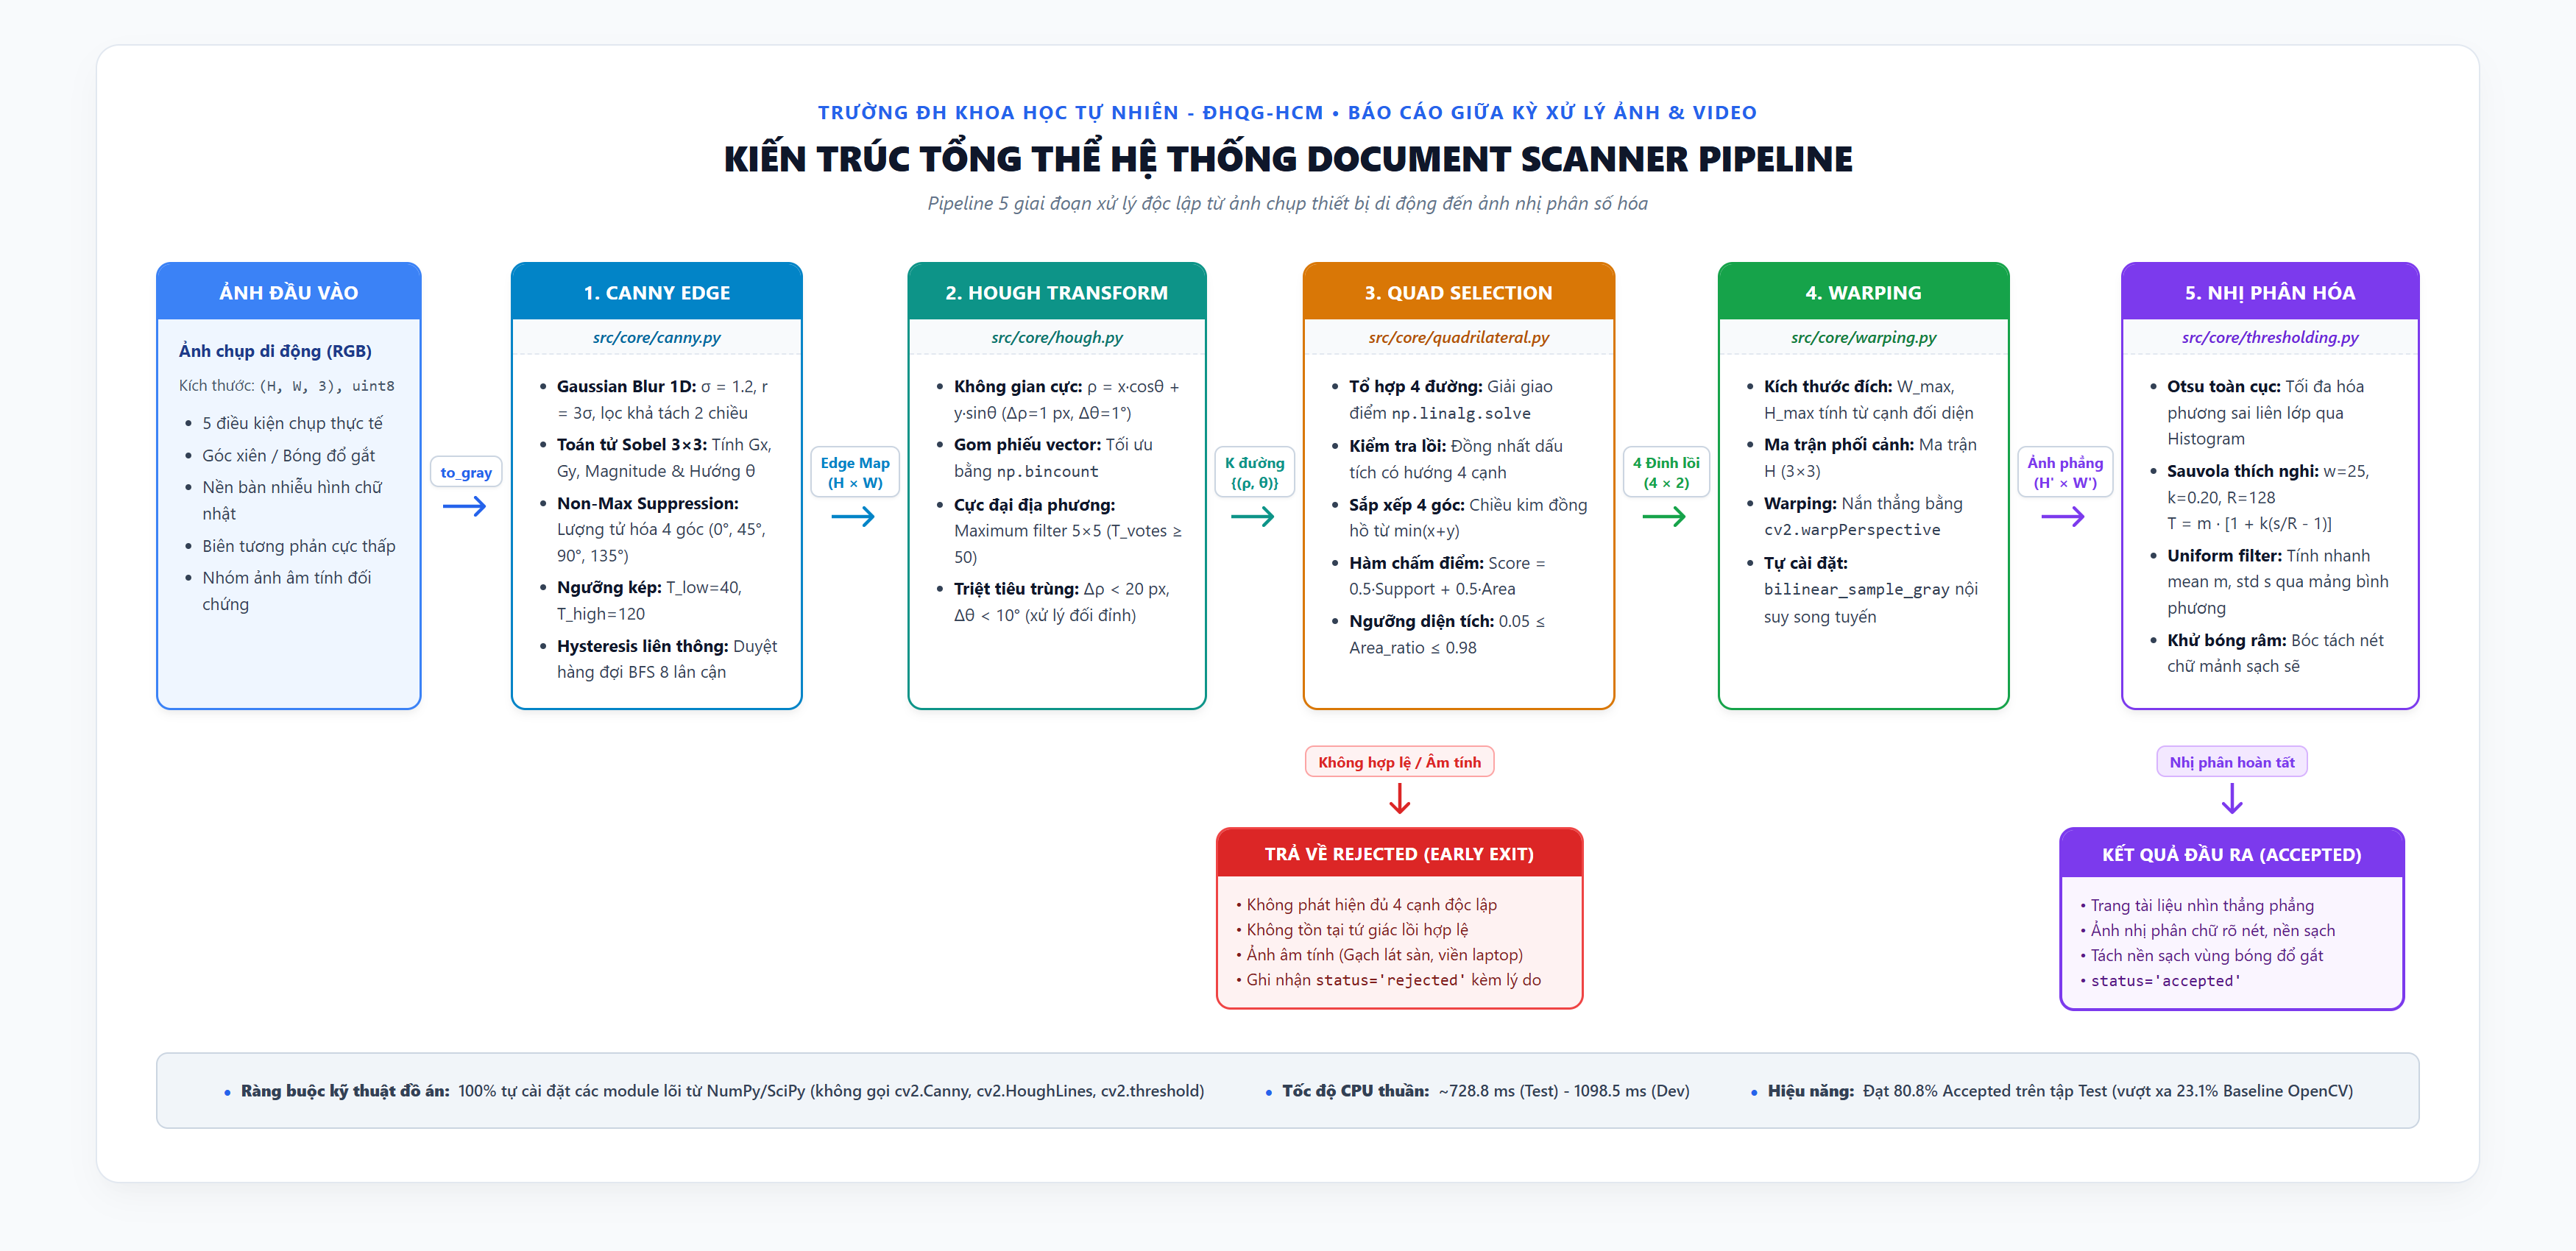 TRƯỜNG ĐH KHOA HỌC TỰ NHIÊN - ĐHQG-HCM • BÁO CÁO GIỮA KỲ XỬ LÝ ẢNH & VIDEO
KIẾN TRÚC TỔNG THỂ HỆ THỐNG DOCUMENT SCANNER PIPELINE
Pipeline 5 giai đoạn xử lý độc lập từ ảnh chụp thiết bị di động đến ảnh nhị phân số hóa
ẢNH ĐẦU VÀO
Ảnh chụp di động (RGB)
Kích thước: (H, W, 3), uint8
• 5 điều kiện chụp thực tế
• Góc xiên / Bóng đổ gắt
• Nền bàn nhiễu hình chữ
nhật
• Biên tương phản cực thấp
• Nhóm ảnh âm tính đối
chứng
to_gray
1. CANNY EDGE
src/core/canny.py
• Gaussian Blur 1D: σ = 1.2, r
= 3σ, lọc khả tách 2 chiều
• Toán tử Sobel 3×3: Tính Gx,
Gy, Magnitude & Hướng θ
• Non-Max Suppression:
Lượng tử hóa 4 góc (0°, 45°,
90°, 135°)
• Ngưỡng kép: T_low=40,
T_high=120
• Hysteresis liên thông: Duyệt
hàng đợi BFS 8 lân cận
Edge Map
(H × W)
2. HOUGH TRANSFORM
src/core/hough.py
• Không gian cực: ρ = x·cosθ +
y·sinθ (Δρ=1 px, Δθ=1°)
• Gom phiếu vector: Tối ưu
bằng np.bincount
• Cực đại địa phương:
Maximum filter 5×5 (T_votes ≥
50)
• Triệt tiêu trùng: Δρ < 20 px,
Δθ < 10° (xử lý đối đỉnh)
K đường
{(ρ, θ)}
3. QUAD SELECTION
src/core/quadrilateral.py
• Tổ hợp 4 đường: Giải giao
điểm np.linalg.solve
• Kiểm tra lồi: Đồng nhất dấu
tích có hướng 4 cạnh
• Sắp xếp 4 góc: Chiều kim đồng
hồ từ min(x+y)
• Hàm chấm điểm: Score =
0.5·Support + 0.5·Area
• Ngưỡng diện tích: 0.05 ≤
Area_ratio ≤ 0.98
4 Đỉnh lồi
(4 × 2)
4. WARPING
src/core/warping.py
• Kích thước đích: W_max,
H_max tính từ cạnh đối diện
• Ma trận phối cảnh: Ma trận
H (3×3)
• Warping: Nắn thẳng bằng
cv2.warpPerspective
• Tự cài đặt:
bilinear_sample_gray nội
suy song tuyến
Ảnh phẳng
(H' × W')
5. NHỊ PHÂN HÓA
src/core/thresholding.py
• Otsu toàn cục: Tối đa hóa
phương sai liên lớp qua
Histogram
• Sauvola thích nghi: w=25,
k=0.20, R=128
T = m · [1 + k(s/R - 1)]
• Uniform filter: Tính nhanh
mean m, std s qua mảng bình
phương
• Khử bóng râm: Bóc tách nét
chữ mảnh sạch sẽ
Không hợp lệ / Âm tính
TRẢ VỀ REJECTED (EARLY EXIT)
• Không phát hiện đủ 4 cạnh độc lập
• Không tồn tại tứ giác lồi hợp lệ
• Ảnh âm tính (Gạch lát sàn, viền laptop)
• Ghi nhận status='rejected' kèm lý do
Nhị phân hoàn tất
KẾT QUẢ ĐẦU RA (ACCEPTED)
• Trang tài liệu nhìn thẳng phẳng
• Ảnh nhị phân chữ rõ nét, nền sạch
• Tách nền sạch vùng bóng đổ gắt
• status='accepted'
• Ràng buộc kỹ thuật đồ án: 100% tự cài đặt các module lõi từ NumPy/SciPy (không gọi cv2.Canny, cv2.HoughLines, cv2.threshold)
• Tốc độ CPU thuần: ~728.8 ms (Test) - 1098.5 ms (Dev)
• Hiệu năng: Đạt 80.8% Accepted trên tập Test (vượt xa 23.1% Baseline OpenCV)